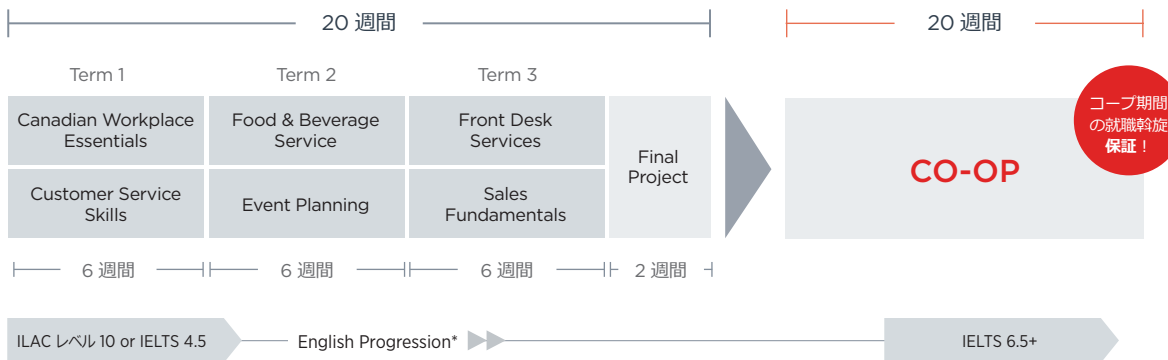 20 週間
20 週間
Term 1
Term 2
Term 3
コープ期間
の就職斡旋
保証！
Canadian Workplace
Essentials
Food & Beverage
Service
Front Desk
Services
Final
Project
CO-OP
Customer Service
Skills
Event Planning
Sales
Fundamentals
6 週間
6 週間
6 週間
2 週間
ILAC レベル 10 or IELTS 4.5
English Progression*
IELTS 6.5+